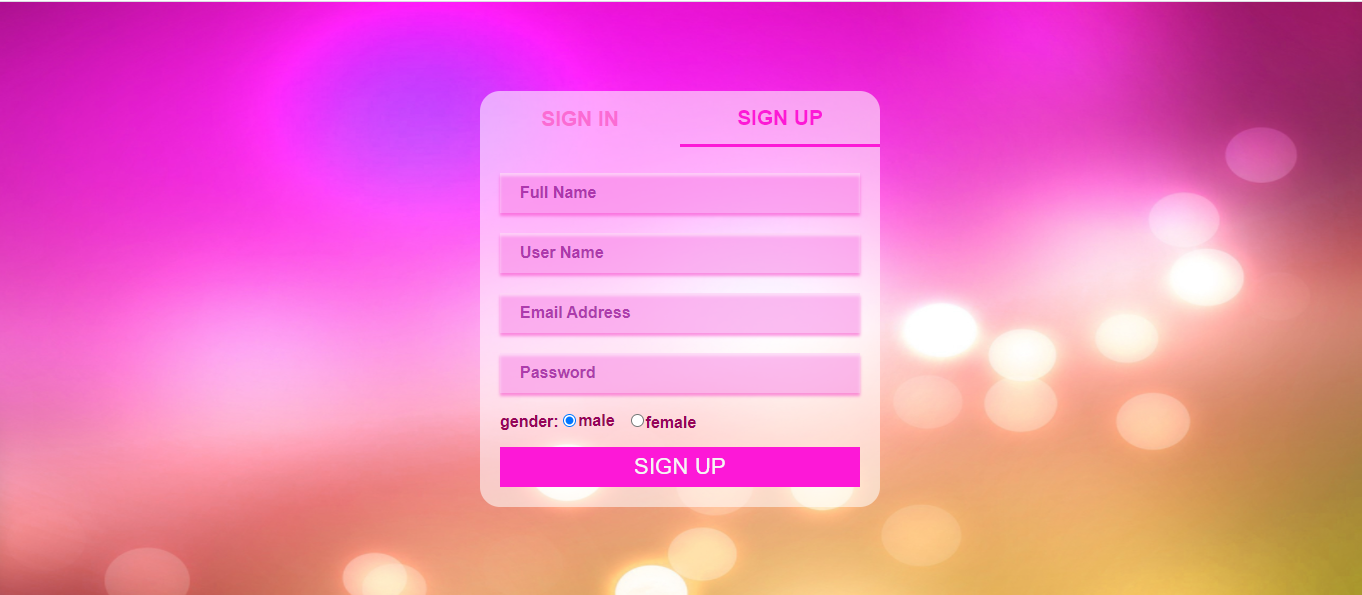 SIGN IN SIGN UP
Full Name
User Name
Email Address
Password
gender: male female
SIGN UP